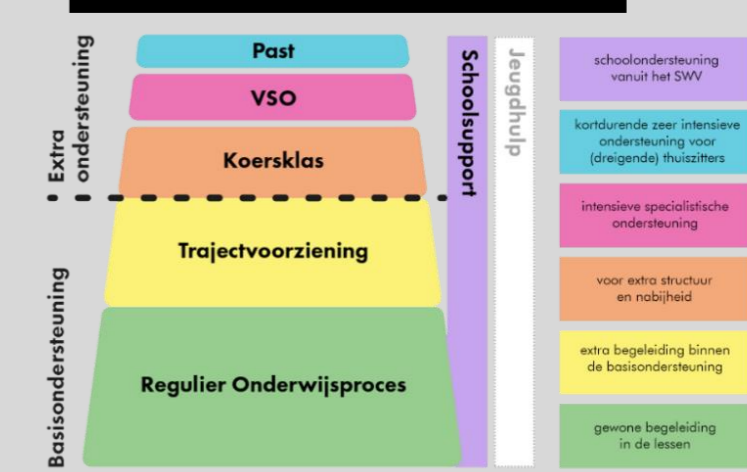 Extra
ondersteuning
Basisondersteuning
Past
VSO
Koersklas
Trajectvoorziening
Regulier Onderwijsproces
Schoolsupport
Jeugdhulp
schoolondersteuning
vanuit het SWV
kortdurende zeer intensieve
ondersteuning voor
(dreigende) thuiszitters
intensieve specialistische
ondersteuning
voor extra structuur
en nabijheid
extra begeleiding binnen
de basisondersteuning
gewone begeleiding
in de lessen